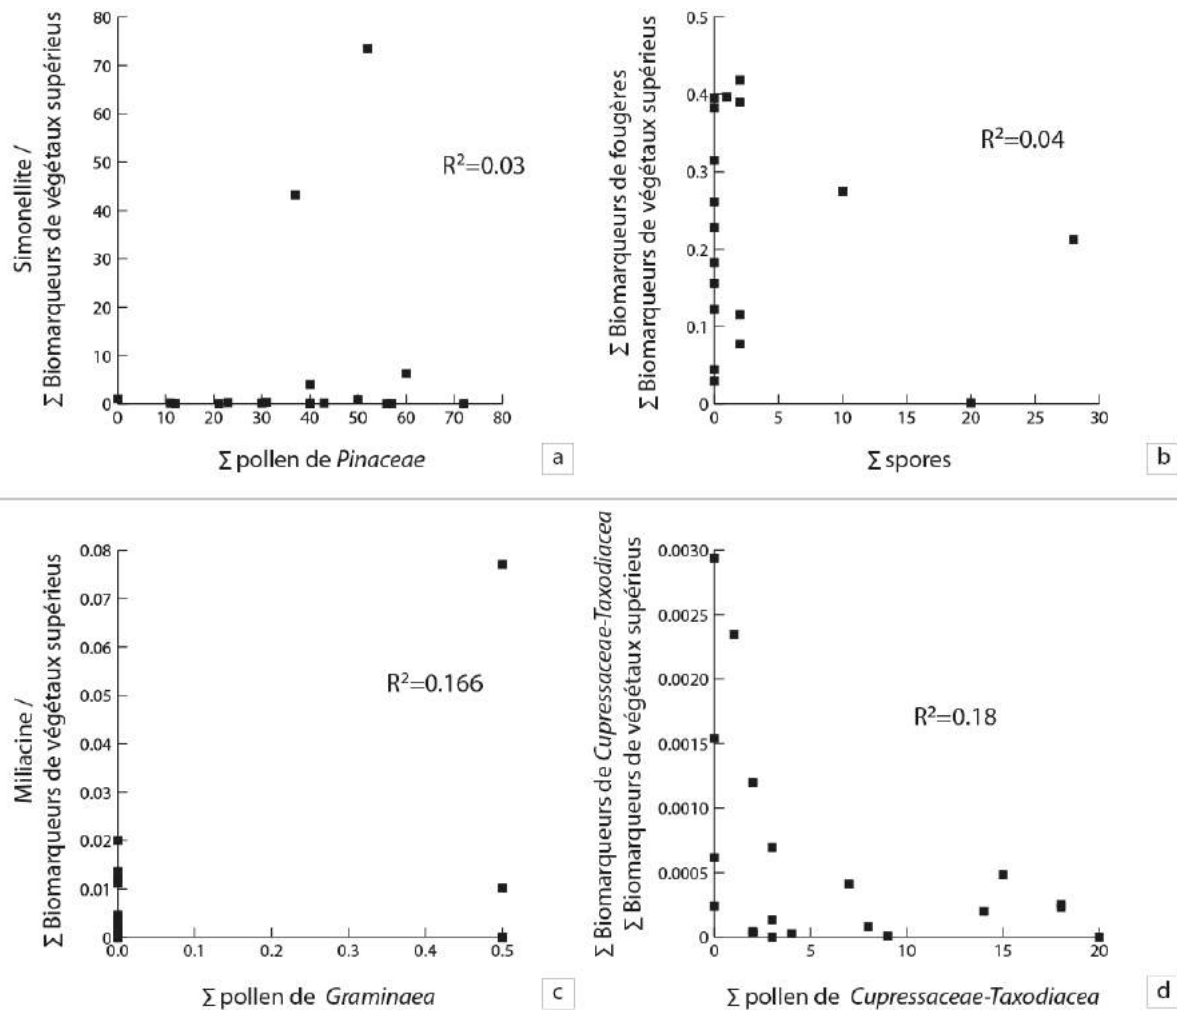 Simonellite /
Σ Biomarqueurs de végétaux supérieus
80
70
60
50
40
30
20
10
0
R²=0.03
0 10 20 30 40 50 60 70 80
Σ pollen de Pinaceae
a
Σ Biomarqueurs de fougères
Σ Biomarqueurs de végétaux supérieus
0.5
0.4
0.3
0.2
0.1
0
R²=0.04
0 5 10 15 20 25 30
Σ spores
b
Miliacine /
Σ Biomarqueurs de végétaux supérieus
0.08
0.07
0.06
0.05
0.04
0.03
0.02
0.01
0
R²=0.166
0.0 0.1 0.2 0.3 0.4 0.5
Σ pollen de Graminaea
c
Σ Biomarqueurs de Cupressaceae-Taxodiacea
Σ Biomarqueurs de végétaux supérieus
0.0030
0.0025
0.0020
0.0015
0.0010
0.0005
0
R²=0.18
0 5 10 15 20
Σ pollen de Cupressaceae-Taxodiacea
d